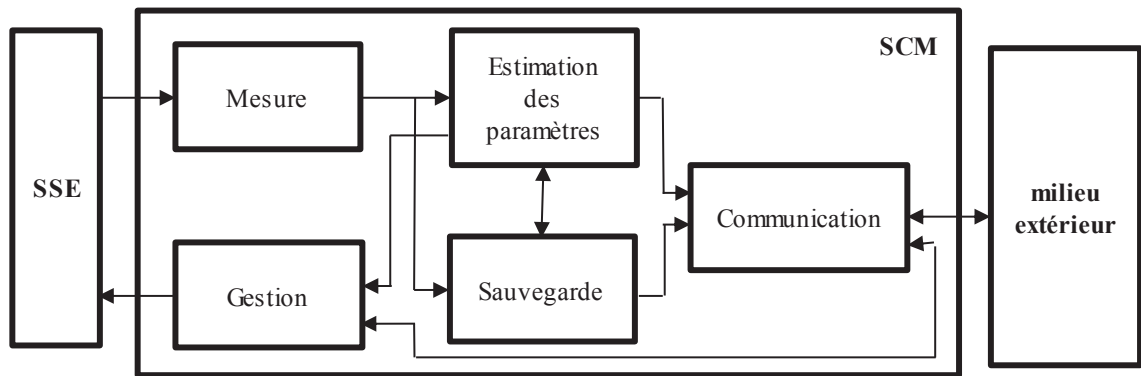 SSE
SCM
Mesure
Estimation
des
paramètres
Gestion
Sauvegarde
Communication
milieu
extérieur